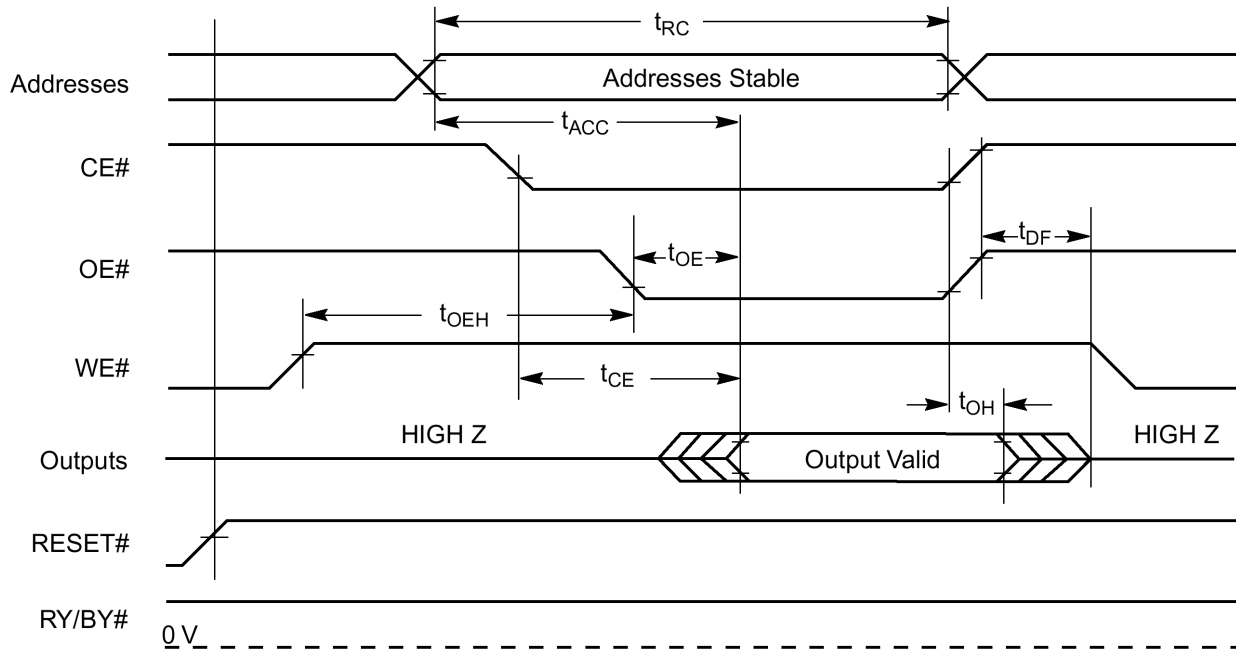 tRC
Addresses
Addresses Stable
tACC
CE#
tDF
tOE
OE#
tOEH
WE#
tCE
tOH
HIGH Z
HIGH Z
Outputs
Output Valid
RESET#
RY/BY#
0 V